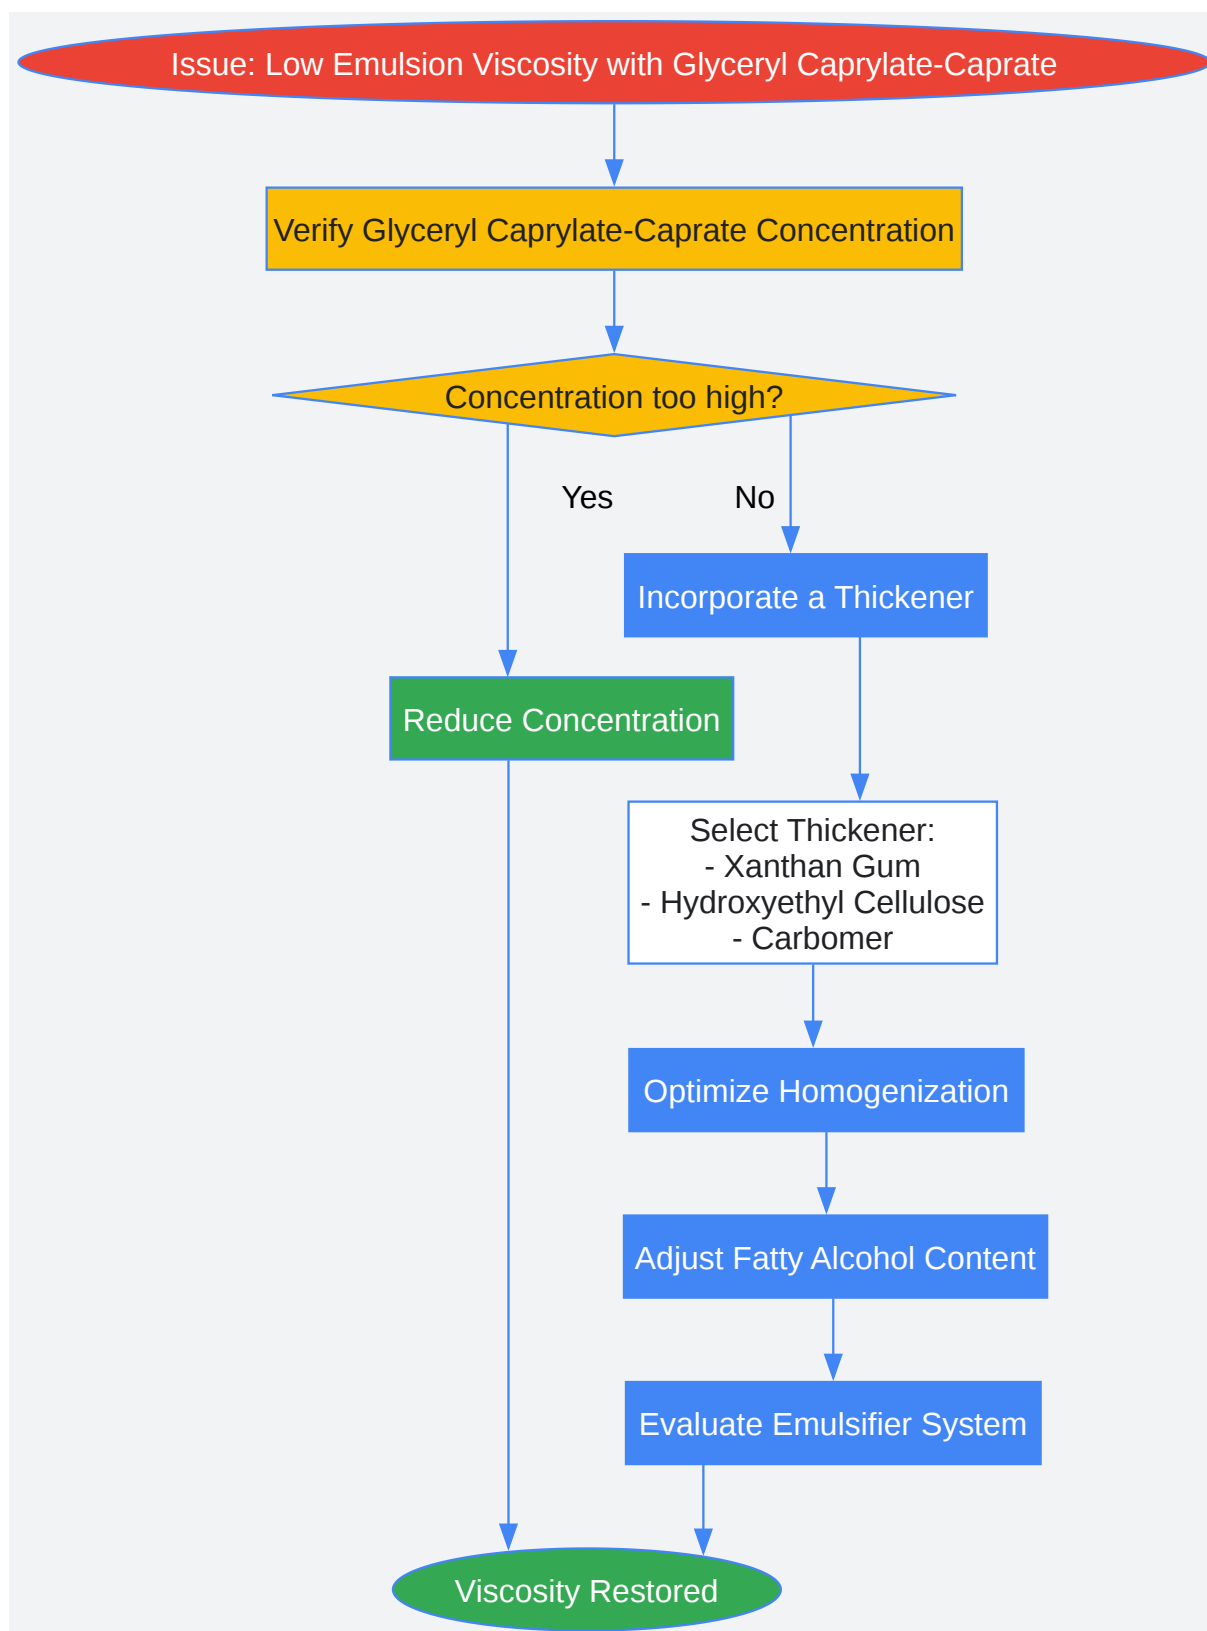 Issue: Low Emulsion Viscosity with Glyceryl Caprylate-Caprate
Verify Glyceryl Caprylate-Caprate Concentration
Concentration too high?
Yes
No
Incorporate a Thickener
Reduce Concentration
Select Thickener:
- Xanthan Gum
- Hydroxyethyl Cellulose
- Carbomer
Optimize Homogenization
Adjust Fatty Alcohol Content
Evaluate Emulsifier System
Viscosity Restored